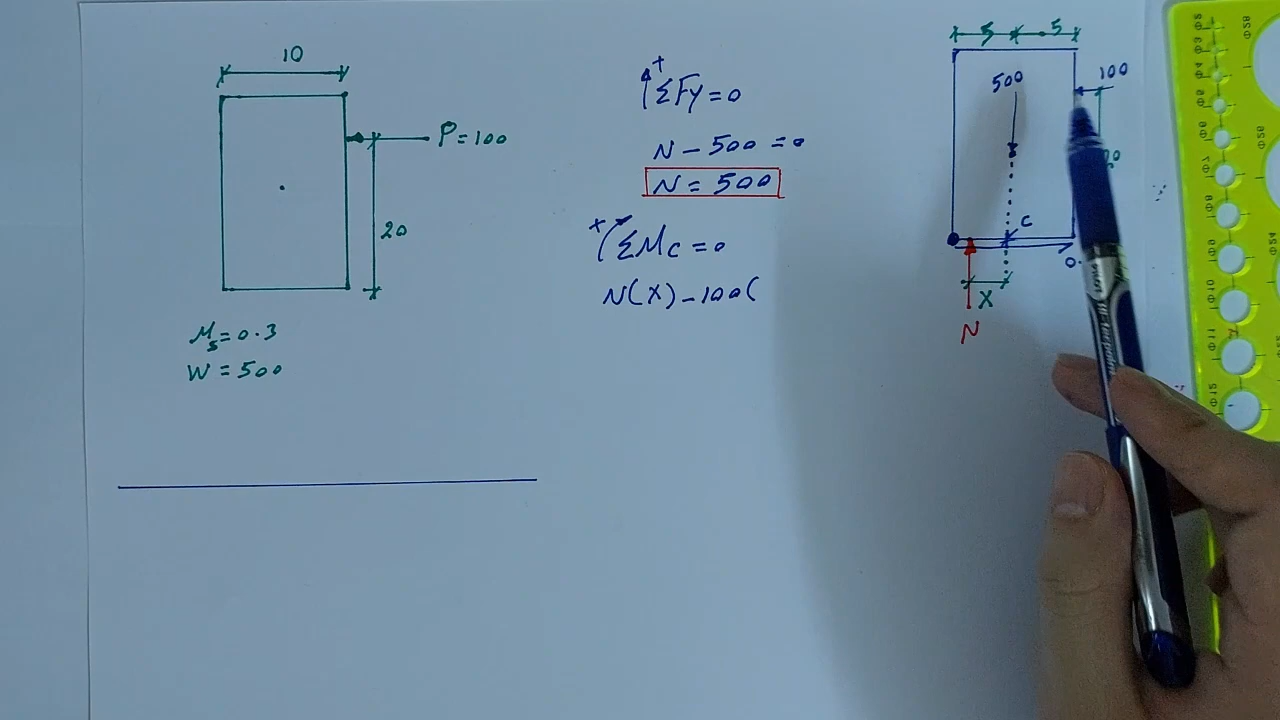 10
P=100
20
μs=0.3
W=500
+ ΣFy=0
N-500=0
N=500
+ ΣMc=0
N(X)-100(
5 5
500
100
C
X
N